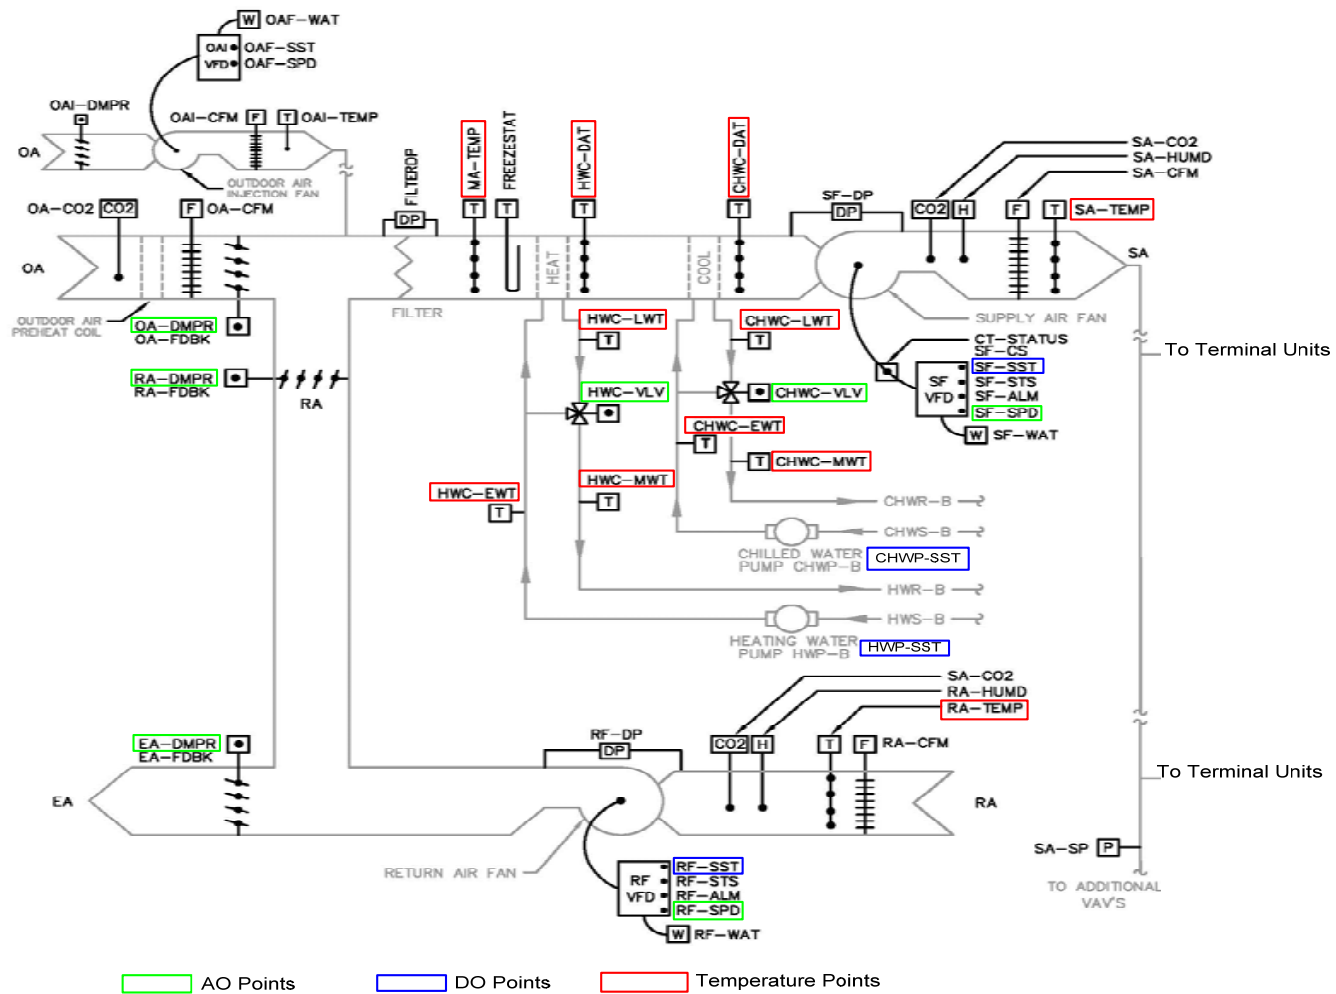 W OAF-WAT
OAI OAF-SST
VFD OAF-SPD
OAI-DMPR
OAI-CFM F T OAI-TEMP
OA
OUTDOOR AIR
INJECTION FAN
OA-CO2 CO2 F OA-CFM
OA
OUTDOOR AIR
PREHEAT COIL
OA-DMPR
OA-FDBK
RA-DMPR
RA-FDBK
RA
FILTERDP
DP
FILTER
MA-TEMP
T
FREEZESTAT
T
HWC-DAT
T
HEAT
CHWC-DAT
T
COOL
SF-DP
DP
SA-CO2
SA-HUMD
SA-CFM
CO2 H F T SA-TEMP
SA
SUPPLY AIR FAN
To Terminal Units
CT-STATUS
SF-CS
SF-SST
SF-STS
SF-ALM
SF-SPD
SF
VFD
W SF-WAT
HWC-LWT
T
CHWC-LWT
T
HWC-VLV
CHWC-VLV
CHWC-EWT
T
T CHWC-MWT
HWC-EWT
T
HWC-MWT
T
CHWR-B
CHWS-B
CHILLED WATER
PUMP CHWP-B
CHWP-SST
HWR-B
HWS-B
HEATING WATER
PUMP HWP-B
HWP-SST
SA-CO2
RA-HUMD
RA-TEMP
CO2 H T F RA-CFM
RF-DP
DP
EA-DMPR
EA-FDBK
EA
RA
To Terminal Units
RETURN AIR FAN
RF
VFD
RF-SST
RF-STS
RF-ALM
RF-SPD
W RF-WAT
SA-SP P
TO ADDITIONAL
VAV'S
AO Points
DO Points
Temperature Points